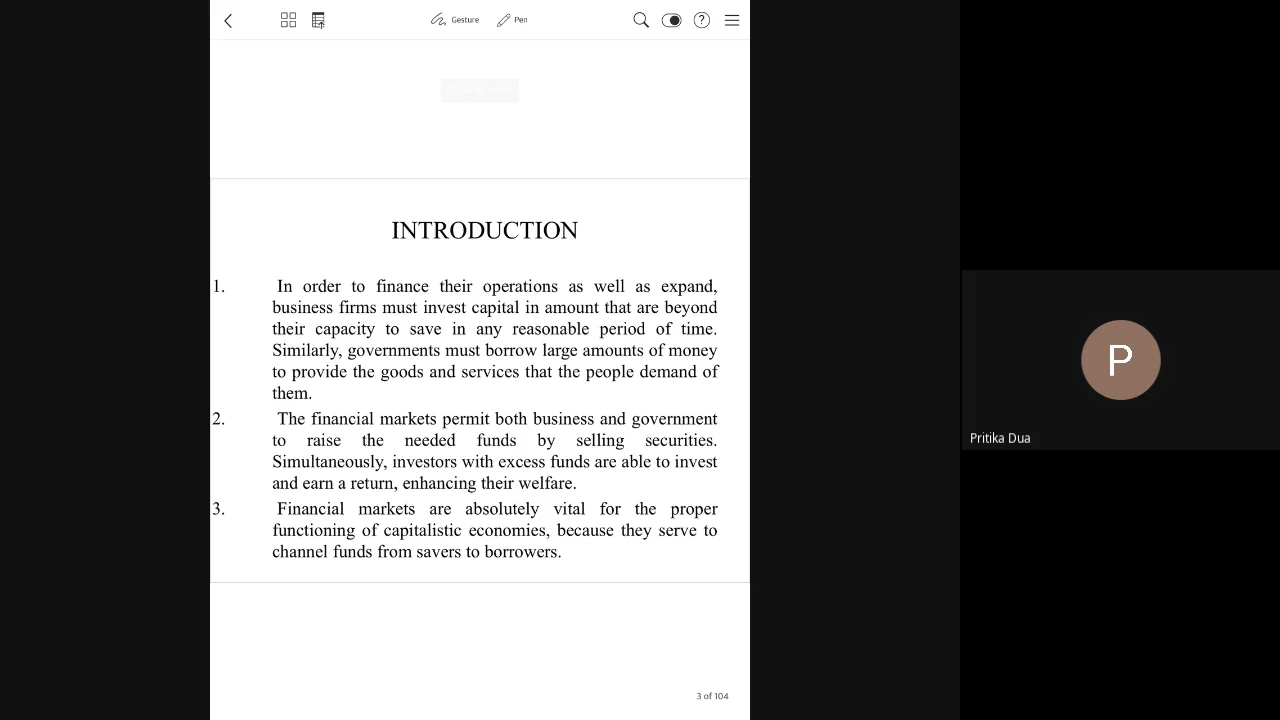 Gesture Pen
INTRODUCTION
1. In order to finance their operations as well as expand,
business firms must invest capital in amount that are beyond
their capacity to save in any reasonable period of time.
Similarly, governments must borrow large amounts of money
to provide the goods and services that the people demand of
them.
2. The financial markets permit both business and government
to raise the needed funds by selling securities.
Simultaneously, investors with excess funds are able to invest
and earn a return, enhancing their welfare.
3. Financial markets are absolutely vital for the proper
functioning of capitalistic economies, because they serve to
channel funds from savers to borrowers.
3 of 104
P
Pritika Dua